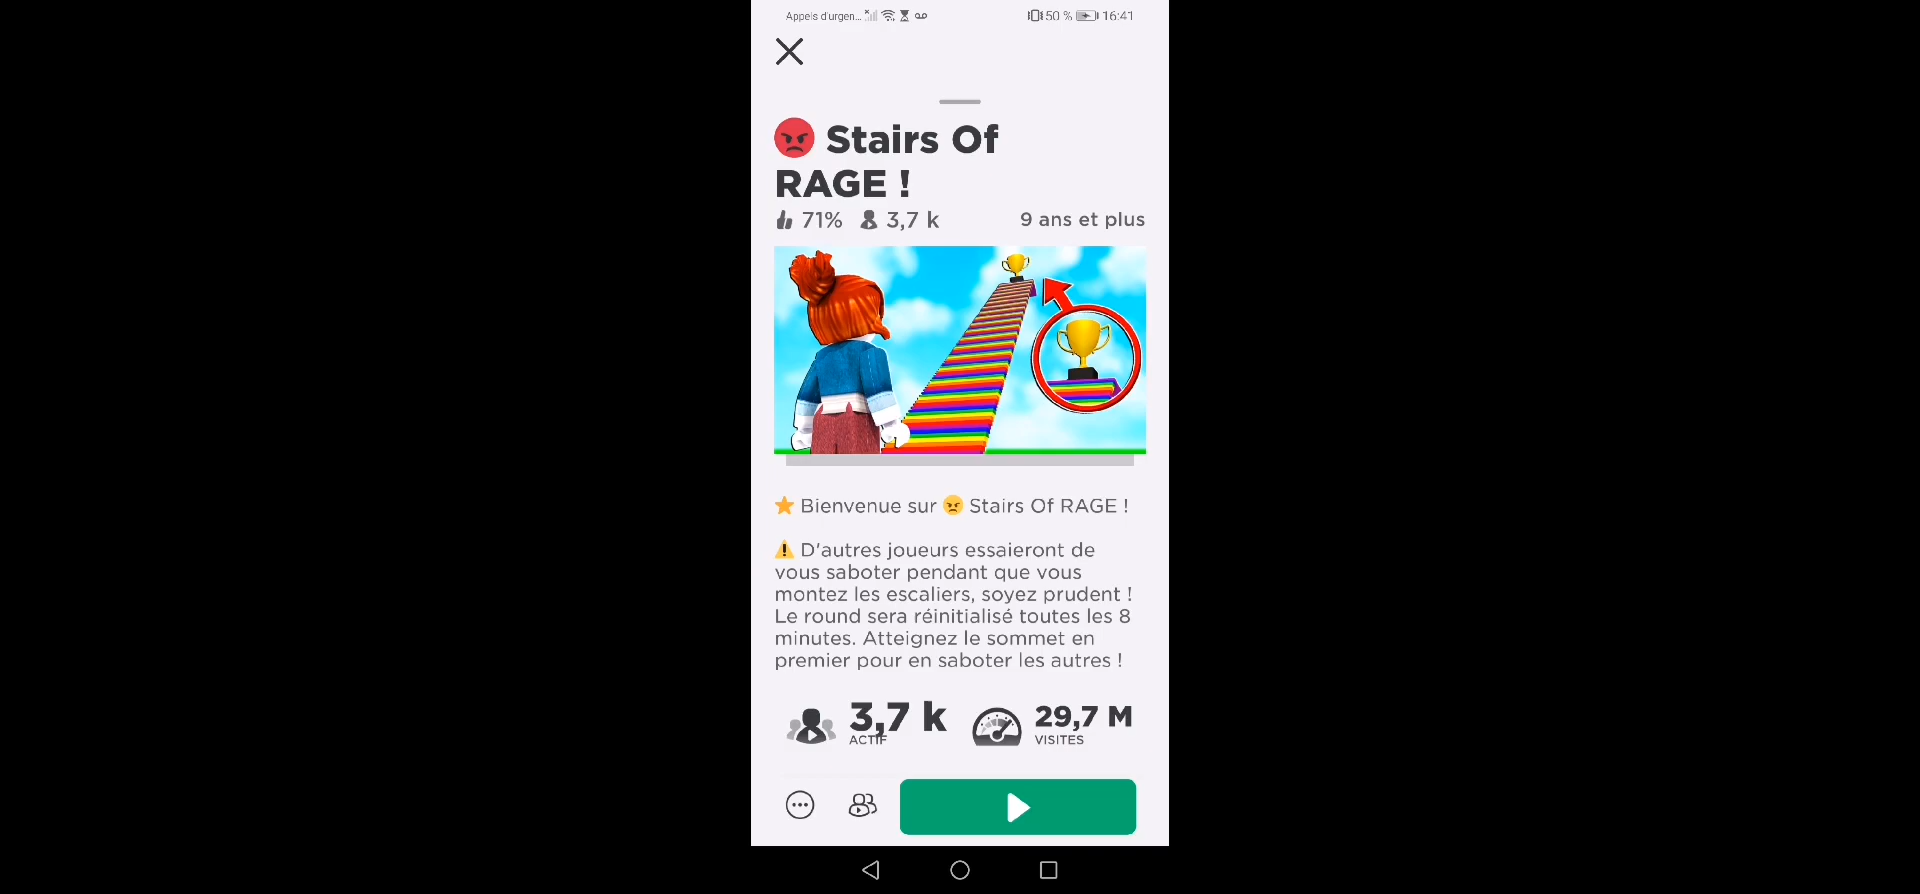 Appels d'urgen... 50 % 16:41
😡 Stairs Of
RAGE !
71% 3,7 k 9 ans et plus
⭐ Bienvenue sur 😠 Stairs Of RAGE !
⚠️ D'autres joueurs essaieront de
vous saboter pendant que vous
montez les escaliers, soyez prudent !
Le round sera réinitialisé toutes les 8
minutes. Atteignez le sommet en
premier pour en saboter les autres !
3,7 k 29,7 M
ACTIF VISITES